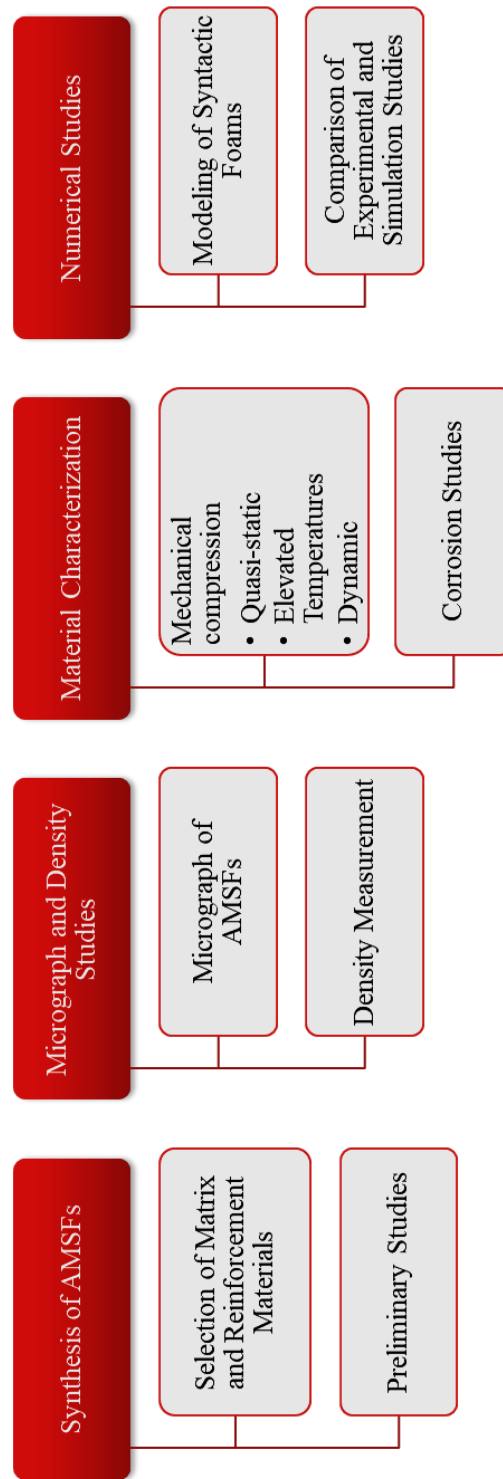 Synthesis of AMSFs
Selection of Matrix
and Reinforcement
Materials
Preliminary Studies
Micrograph and Density
Studies
Micrograph of
AMSFs
Density Measurement
Material Characterization
Mechanical
compression
• Quasi-static
• Elevated
Temperatures
• Dynamic
Corrosion Studies
Numerical Studies
Modeling of Syntactic
Foams
Comparison of
Experimental and
Simulation Studies